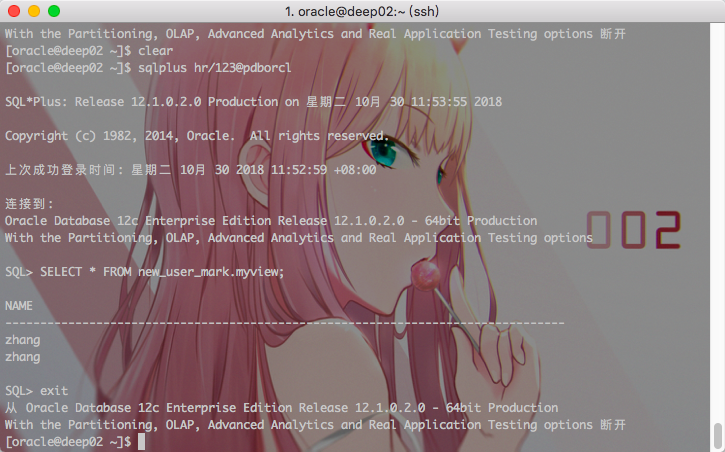 1. oracle@deep02:~ (ssh)
With the Partitioning, OLAP, Advanced Analytics and Real Application Testing options 断开
[oracle@deep02 ~]$ clear
[oracle@deep02 ~]$ sqlplus hr/123@pdborcl
SQL*Plus: Release 12.1.0.2.0 Production on 星期二 10月 30 11:53:55 2018
Copyright (c) 1982, 2014, Oracle.  All rights reserved.
上次成功登录时间: 星期二 10月 30 2018 11:52:59 +08:00
连接到:
Oracle Database 12c Enterprise Edition Release 12.1.0.2.0 - 64bit Production
With the Partitioning, OLAP, Advanced Analytics and Real Application Testing options
002
SQL> SELECT * FROM new_user_mark.myview;
NAME
--------------------------------------------------------------------------------
zhang
zhang
SQL> exit
从 Oracle Database 12c Enterprise Edition Release 12.1.0.2.0 - 64bit Production
With the Partitioning, OLAP, Advanced Analytics and Real Application Testing options 断开
[oracle@deep02 ~]$